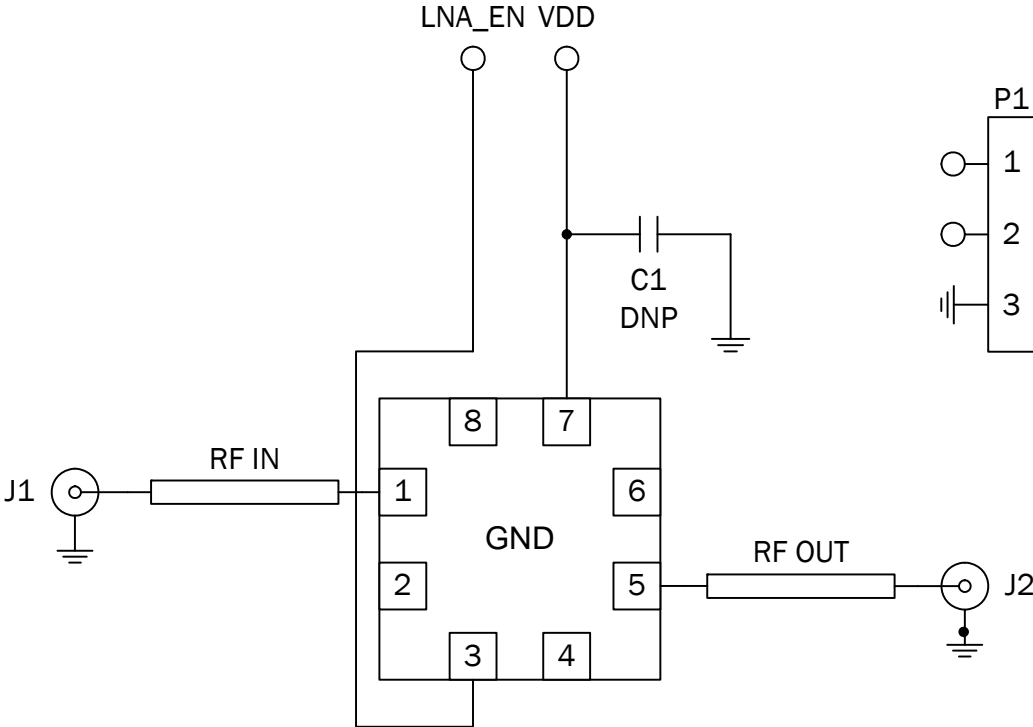 LNA_EN VDD
P1
1
2
3
C1
DNP
8 7
RF IN
J1
1
6
GND
RF OUT
2
5
J2
3 4